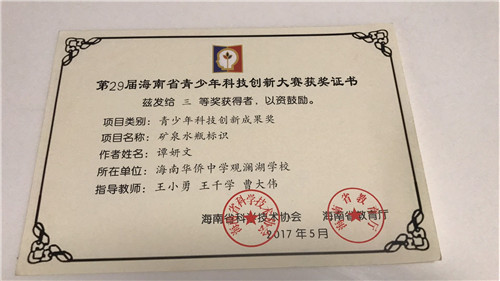 第29届海南省青少年科技创新大赛获奖证书
兹发给 三 等奖获得者，以资鼓励。
项目类别：青少年科技创新成果奖
项目名称：矿泉水瓶标识
作者姓名：谭妍文
所在单位：海南华侨中学观澜湖学校
指导教师：王小勇 王千学 曹大伟
海南省科学技术协会 海南省教育厅
2017年5月